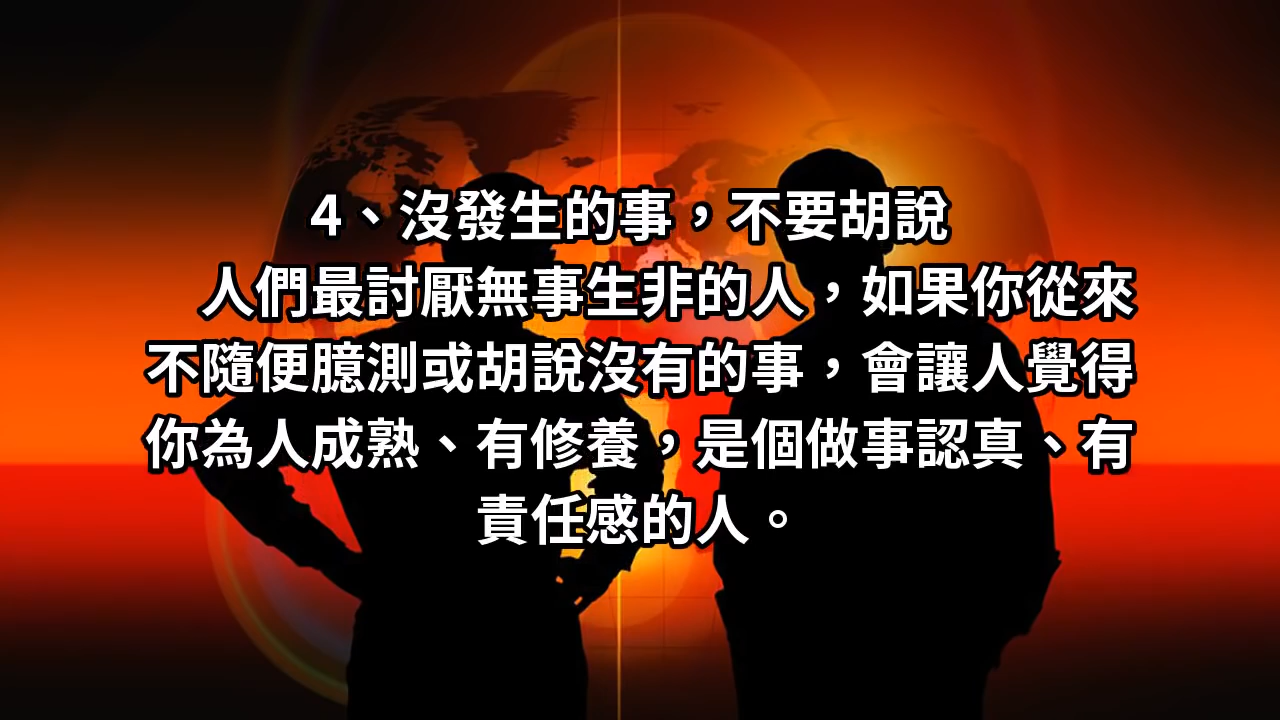 4、沒發生的事，不要胡說
人們最討厭無事生非的人，如果你從來
不隨便臆測或胡說沒有的事，會讓人覺得
你為人成熟、有修養，是個做事認真、有
責任感的人。